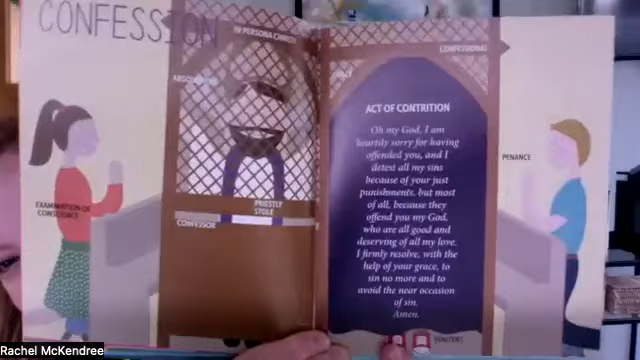 CONFESSION
IN PERSONA CHRISTI
CONFESSIONAL
ACT OF CONTRITION
Oh my God, I am
heartily sorry for having
offended you, and I
detest all my sins
because of your just
punishments, but most
of all, because they
offend you my God,
who are all good and
deserving of all my love.
I firmly resolve, with the
help of your grace, to
sin no more and to
avoid the near occasion
of sin.
Amen.
PENANCE
EXAMINATION OF
CONSCIENCE
PRIESTLY
STOLE
CONFESSOR
PENITENT
Rachel McKendree